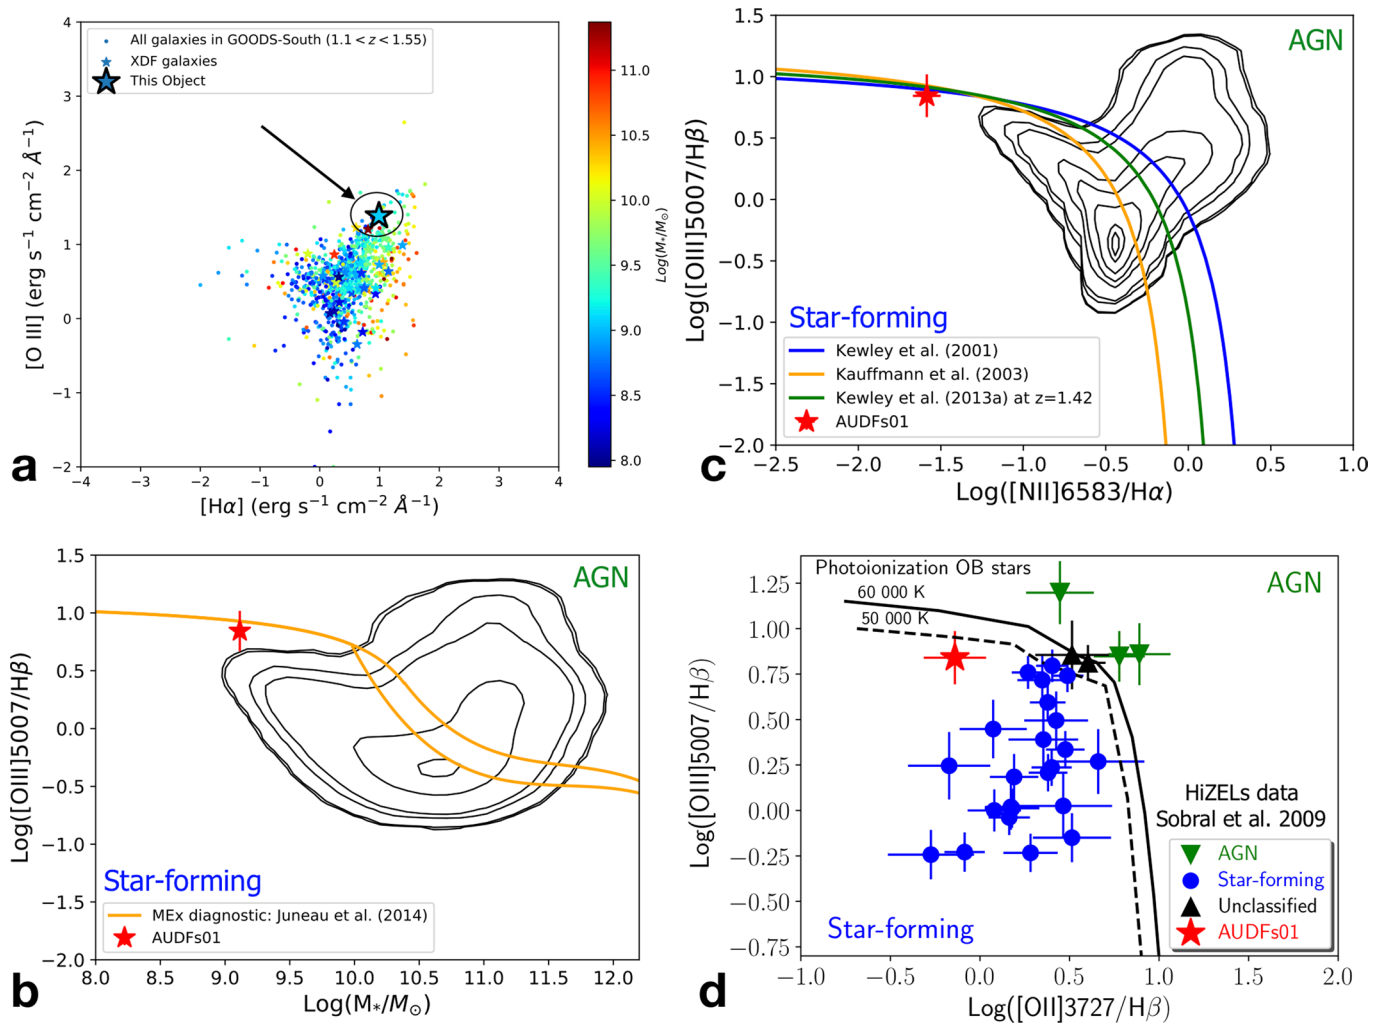 a
4
3
2
1
0
−1
−2
−4
−3
−2
−1
0
1
2
3
4
[O III] (erg s⁻¹ cm⁻² Å⁻¹)
[Hα] (erg s⁻¹ cm⁻² Å⁻¹)
All galaxies in GOODS-South (1.1 < z < 1.55)
XDF galaxies
This Object
11.0
10.5
10.0
9.5
9.0
8.5
8.0
Log(M*/M⊙)
c
1.5
1.0
0.5
0.0
−0.5
−1.0
−1.5
−2.0
−2.5
−2.0
−1.5
−1.0
−0.5
0.0
0.5
1.0
Log([OIII]5007/Hβ)
Log([NII]6583/Hα)
AGN
Star-forming
Kewley et al. (2001)
Kauffmann et al. (2003)
Kewley et al. (2013a) at z=1.42
AUDFs01
b
1.5
1.0
0.5
0.0
−0.5
−1.0
−1.5
−2.0
8.0
9.0
9.5
10.0
10.5
11.0
11.5
12.0
8.5
Log([OIII]5007/Hβ)
Log(M*/M⊙)
AGN
Star-forming
MEx diagnostic: Juneau et al. (2014)
AUDFs01
d
1.25
1.00
0.75
0.50
0.25
0.00
−0.25
−0.50
−0.75
−1.0
−0.5
0.0
0.5
1.0
1.5
2.0
Log([OIII]5007/Hβ)
Log([OII]3727/Hβ)
Photoionization OB stars
60 000 K
50 000 K
AGN
Star-forming
HiZELs data
Sobral et al. 2009
AGN
Star-forming
Unclassified
AUDFs01